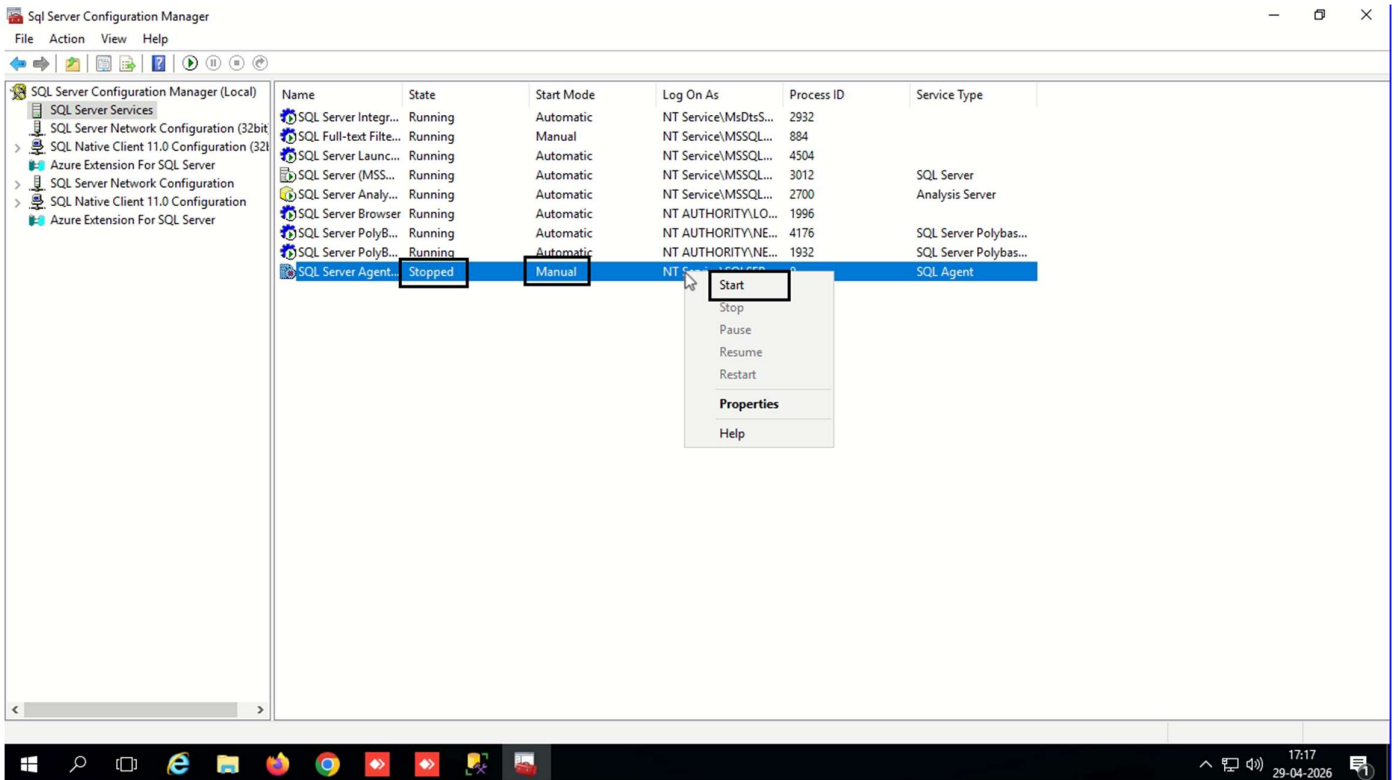 Sql Server Configuration Manager
File Action View Help
SQL Server Configuration Manager (Local)
SQL Server Services
SQL Server Network Configuration (32bit
SQL Native Client 11.0 Configuration (32
Azure Extension For SQL Server
SQL Server Network Configuration
SQL Native Client 11.0 Configuration
Azure Extension For SQL Server
Name State Start Mode Log On As Process ID Service Type
SQL Server Integr... Running Automatic NT Service\MsDtsS... 2932
SQL Full-text Filte... Running Manual NT Service\MSSQL... 884
SQL Server Launc... Running Automatic NT Service\MSSQL... 4504
SQL Server (MSS... Running Automatic NT Service\MSSQL... 3012 SQL Server
SQL Server Analy... Running Automatic NT Service\MSSQL... 2700 Analysis Server
SQL Server Browser Running Automatic NT AUTHORITY\LO... 1996
SQL Server PolyB... Running Automatic NT AUTHORITY\NE... 4176 SQL Server Polybas...
SQL Server PolyB... Running Automatic NT AUTHORITY\NE... 1932 SQL Server Polybas...
SQL Server Agent... Stopped Manual NT SQL Agent
Start
Stop
Pause
Resume
Restart
Properties
Help
17:17
29-04-2026
1